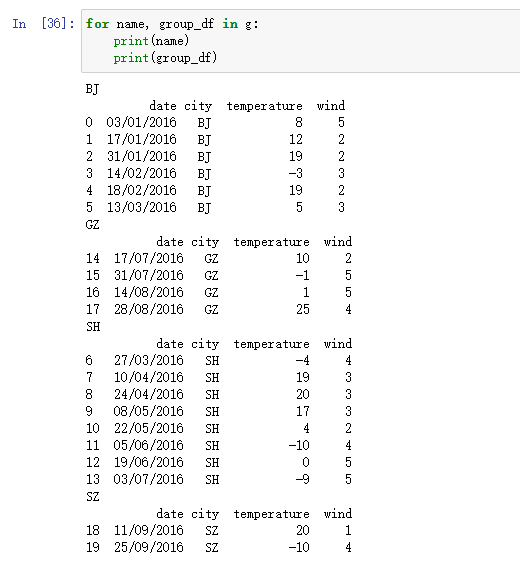 In [36]: for name, group_df in g:
print(name)
print(group_df)
BJ
date city temperature wind
0 03/01/2016 BJ 8 5
1 17/01/2016 BJ 12 2
2 31/01/2016 BJ 19 2
3 14/02/2016 BJ -3 3
4 18/02/2016 BJ 19 2
5 13/03/2016 BJ 5 3
GZ
date city temperature wind
14 17/07/2016 GZ 10 2
15 31/07/2016 GZ -1 5
16 14/08/2016 GZ 1 5
17 28/08/2016 GZ 25 4
SH
date city temperature wind
6 27/03/2016 SH -4 4
7 10/04/2016 SH 19 3
8 24/04/2016 SH 20 3
9 08/05/2016 SH 17 3
10 22/05/2016 SH 4 2
11 05/06/2016 SH -10 4
12 19/06/2016 SH 0 5
13 03/07/2016 SH -9 5
SZ
date city temperature wind
18 11/09/2016 SZ 20 1
19 25/09/2016 SZ -10 4